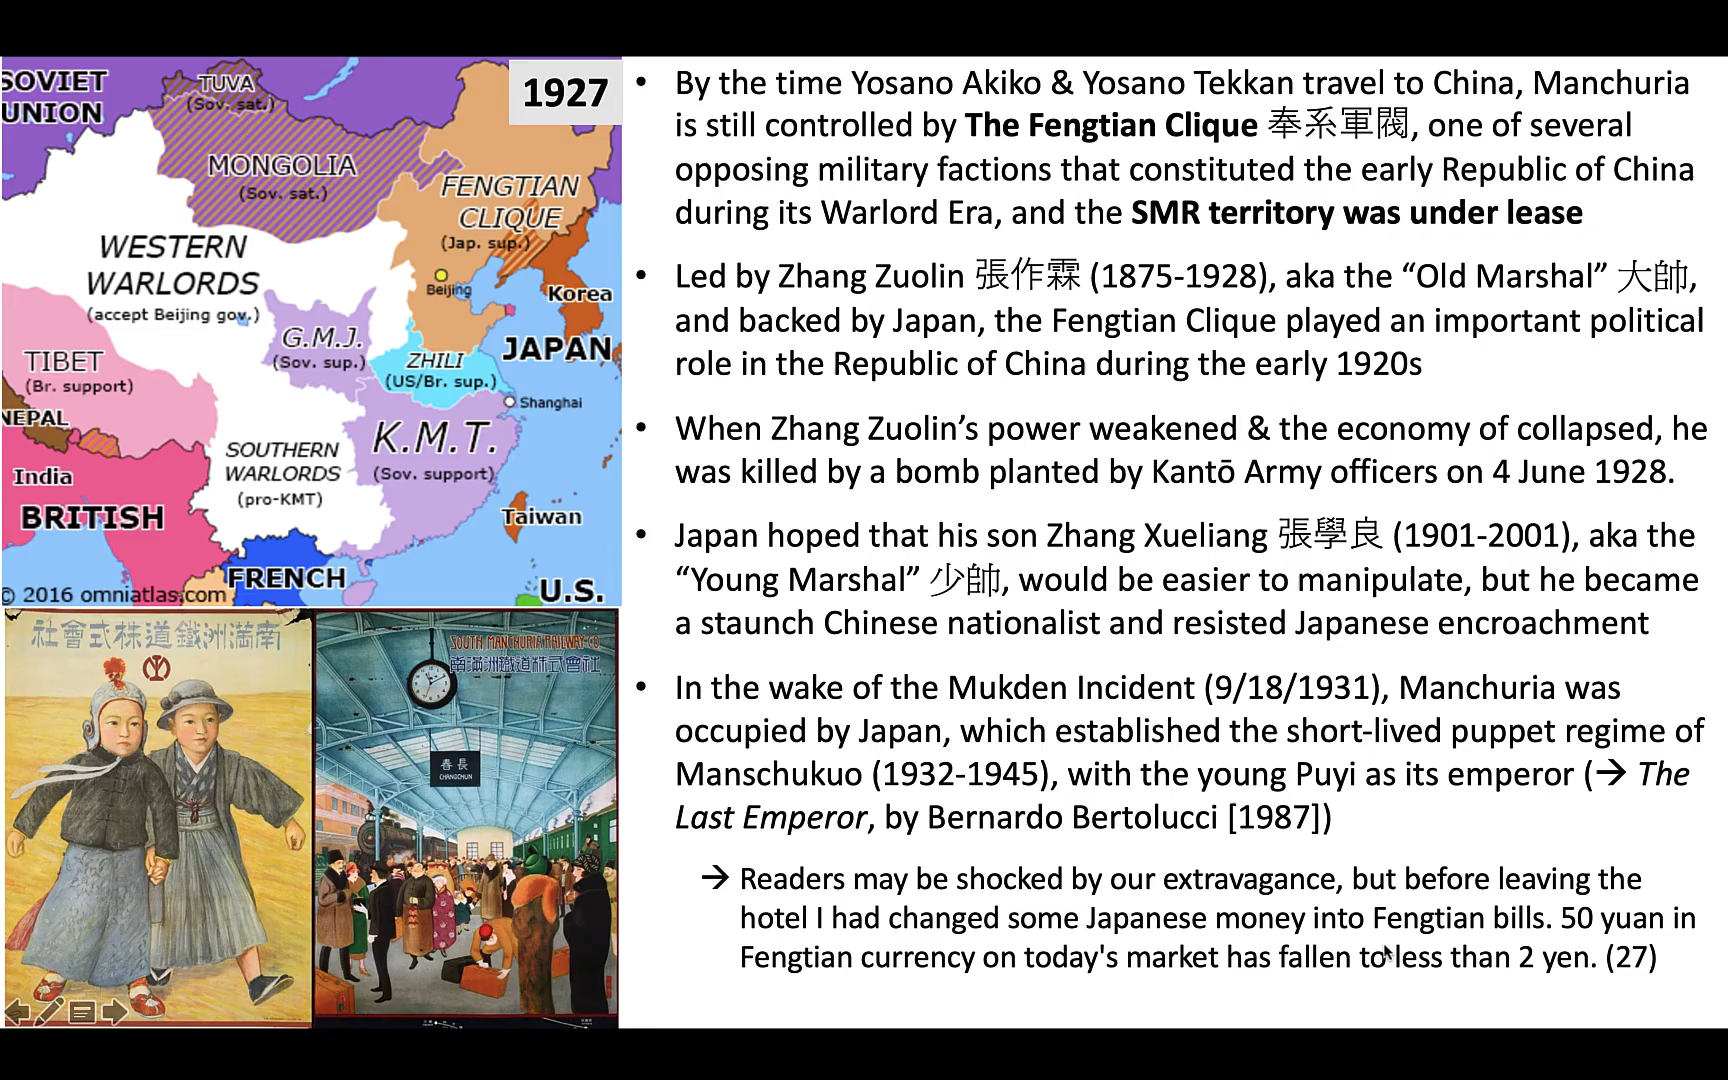 SOVIET
UNION
TUVA
(Sov. sat.)
1927
MONGOLIA
(Sov. sat.)
FENGTIAN
CLIQUE
(Jap. sup.)
WESTERN
WARLORDS
(accept Beijing gov.)
Beijing
Korea
G.M.J.
(Sov. sup.)
JAPAN
TIBET
(Br. support)
ZHILI
(US/Br. sup.)
Shanghai
NEPAL
K.M.T.
(Sov. support)
SOUTHERN
WARLORDS
(pro-KMT)
India
BRITISH
Taiwan
FRENCH
U.S.
© 2016 omniatlas.com
社會式株道鐵洲滿南
SOUTH MANCHURIA RAILWAY CO.
南滿洲鐵道株式會社
春長
CHANGCHUN
• By the time Yosano Akiko & Yosano Tekkan travel to China, Manchuria
is still controlled by The Fengtian Clique 奉系軍閥, one of several
opposing military factions that constituted the early Republic of China
during its Warlord Era, and the SMR territory was under lease
• Led by Zhang Zuolin 張作霖 (1875-1928), aka the “Old Marshal” 大帥,
and backed by Japan, the Fengtian Clique played an important political
role in the Republic of China during the early 1920s
• When Zhang Zuolin’s power weakened & the economy of collapsed, he
was killed by a bomb planted by Kantō Army officers on 4 June 1928.
• Japan hoped that his son Zhang Xueliang 張學良 (1901-2001), aka the
“Young Marshal” 少帥, would be easier to manipulate, but he became
a staunch Chinese nationalist and resisted Japanese encroachment
• In the wake of the Mukden Incident (9/18/1931), Manchuria was
occupied by Japan, which established the short-lived puppet regime of
Manschukuo (1932-1945), with the young Puyi as its emperor (→ The
Last Emperor, by Bernardo Bertolucci [1987])
→ Readers may be shocked by our extravagance, but before leaving the
hotel I had changed some Japanese money into Fengtian bills. 50 yuan in
Fengtian currency on today's market has fallen to less than 2 yen. (27)